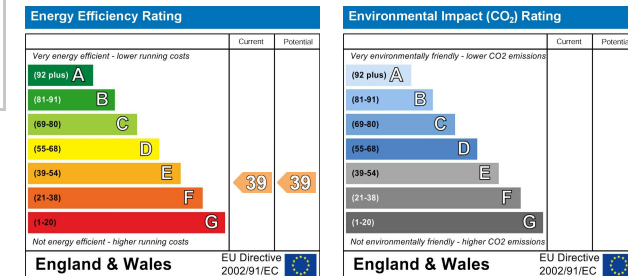 Energy Efficiency Rating
Current Potential
Very energy efficient - lower running costs
(92 plus) A
(81-91) B
(69-80) C
(55-68) D
(39-54) E
39 39
(21-38) F
(1-20) G
Not energy efficient - higher running costs
England & Wales
EU Directive
2002/91/EC
Environmental Impact (CO₂) Rating
Current Potential
Very environmentally friendly - lower CO2 emissions
(92 plus) A
(81-91) B
(69-80) C
(55-68) D
(39-54) E
(21-38) F
(1-20) G
Not environmentally friendly - higher CO2 emissions
England & Wales
EU Directive
2002/91/EC